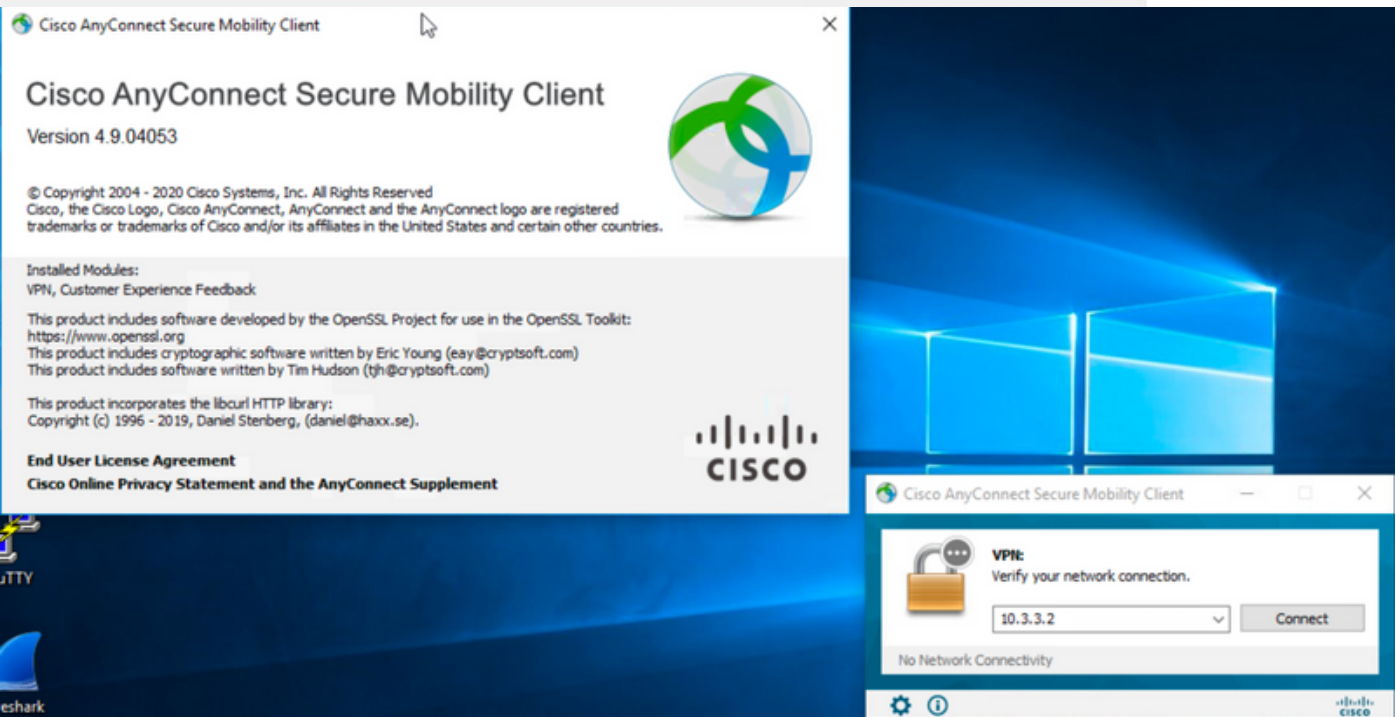 Cisco AnyConnect Secure Mobility Client
Cisco AnyConnect Secure Mobility Client
Version 4.9.04053
© Copyright 2004 - 2020 Cisco Systems, Inc. All Rights Reserved
Cisco, the Cisco Logo, Cisco AnyConnect, AnyConnect and the AnyConnect logo are registered
trademarks or trademarks of Cisco and/or its affiliates in the United States and certain other countries.
Installed Modules:
VPN, Customer Experience Feedback
This product includes software developed by the OpenSSL Project for use in the OpenSSL Toolkit:
https://www.openssl.org
This product includes cryptographic software written by Eric Young (eay@cryptsoft.com)
This product includes software written by Tim Hudson (tjh@cryptsoft.com)
This product incorporates the libcurl HTTP library:
Copyright (c) 1996 - 2019, Daniel Stenberg, (daniel@haxx.se).
End User License Agreement
Cisco Online Privacy Statement and the AnyConnect Supplement
CISCO
uTTY
eshark
Cisco AnyConnect Secure Mobility Client
VPN:
Verify your network connection.
10.3.3.2
Connect
No Network Connectivity
CISCO